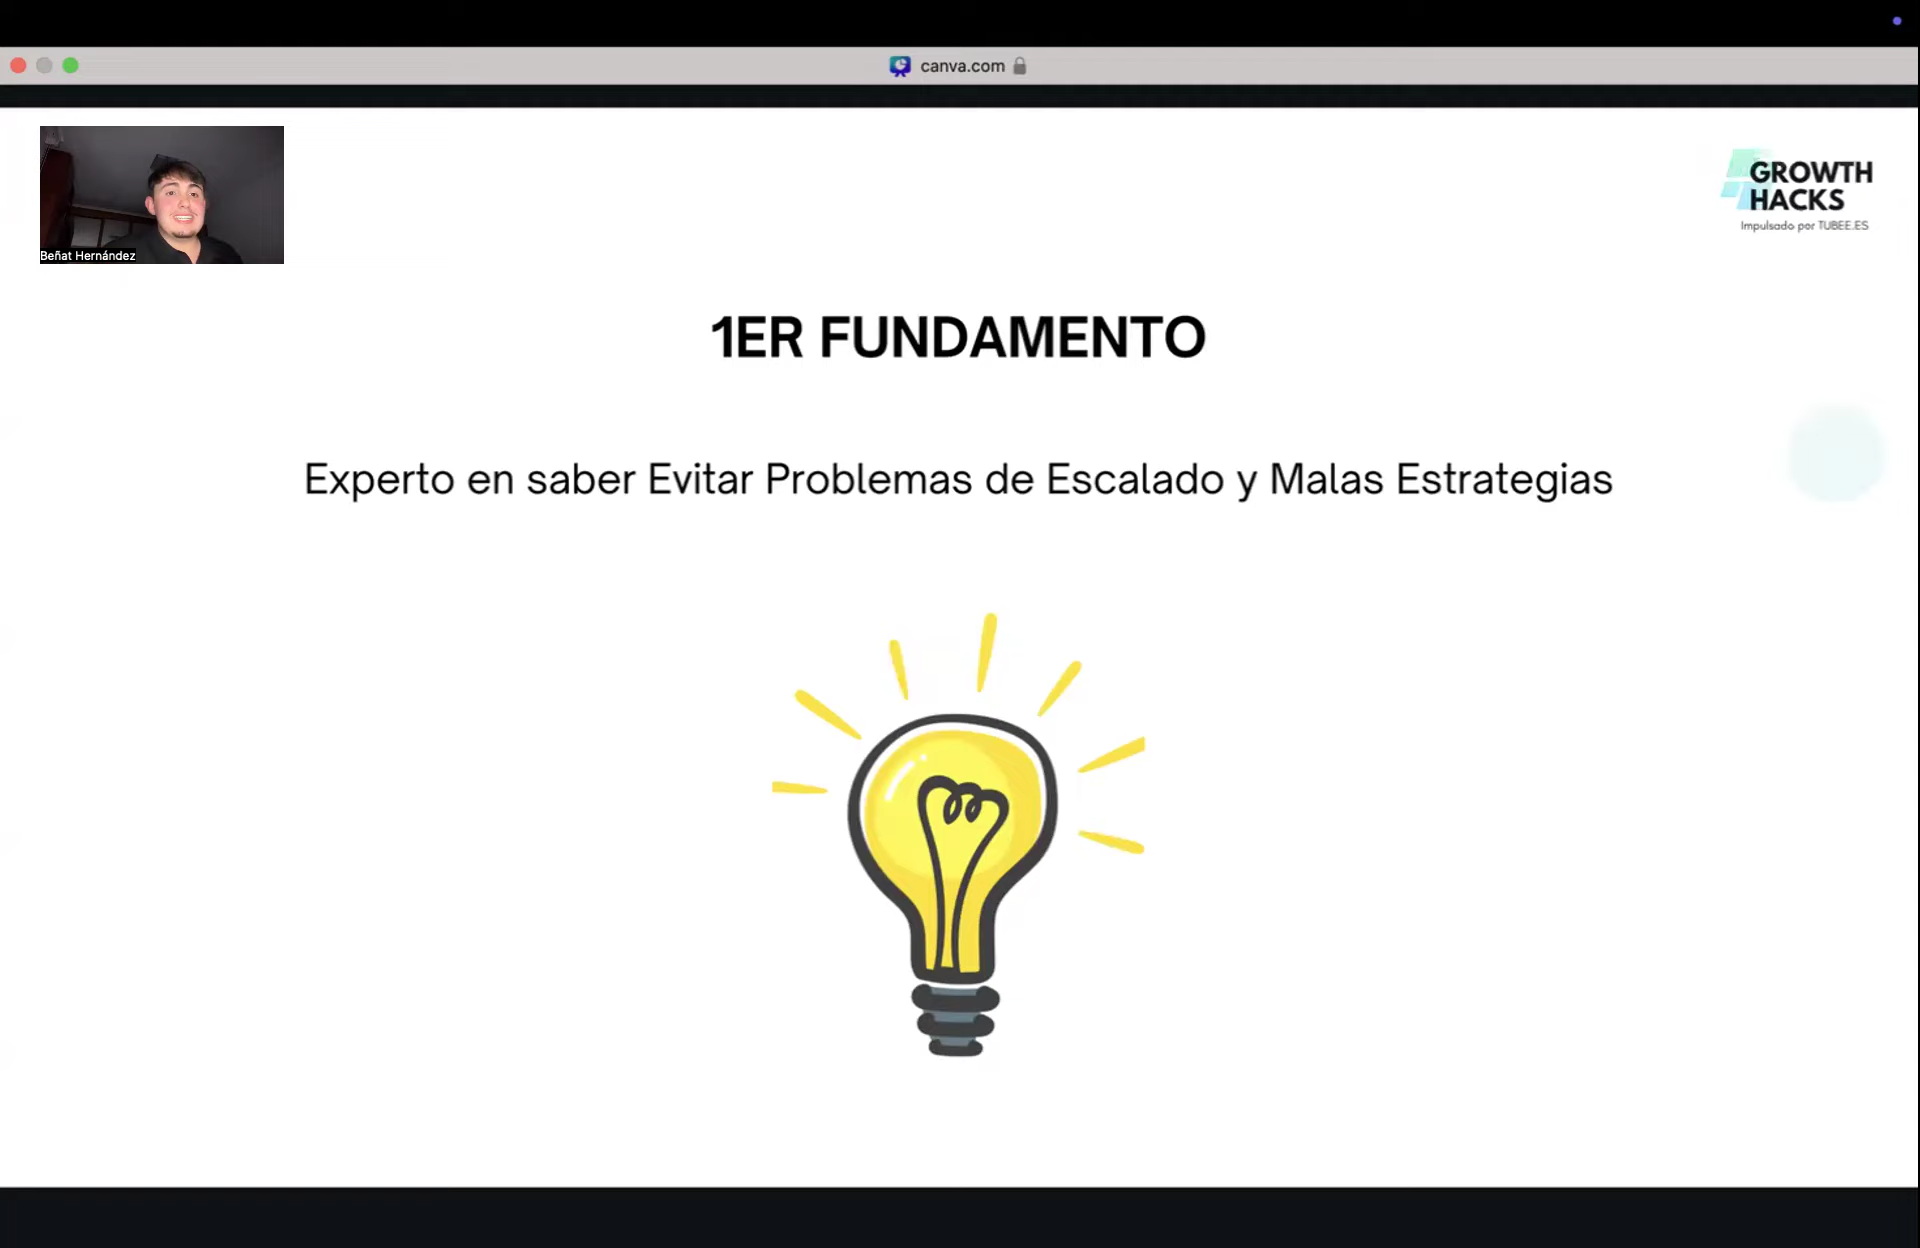 canva.com
Beñat Hernández
GROWTH
HACKS
Impulsado por TUBEE.ES
1ER FUNDAMENTO
Experto en saber Evitar Problemas de Escalado y Malas Estrategias